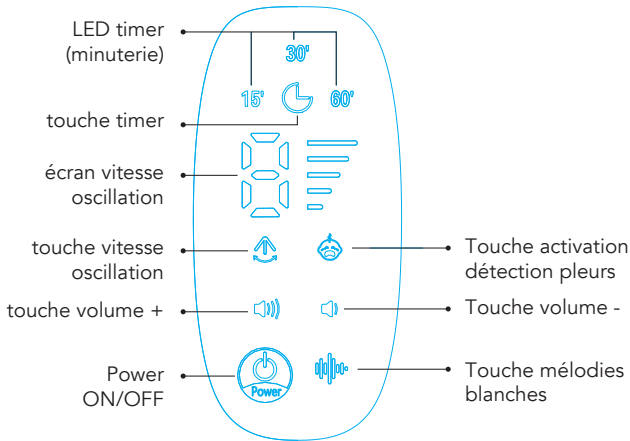 LED timer
(minuterie)
30'
15'
60'
touche timer
écran vitesse
oscillation
touche vitesse
oscillation
Touche activation
détection pleurs
touche volume +
Touche volume -
Power
ON/OFF
Power
Touche mélodies
blanches